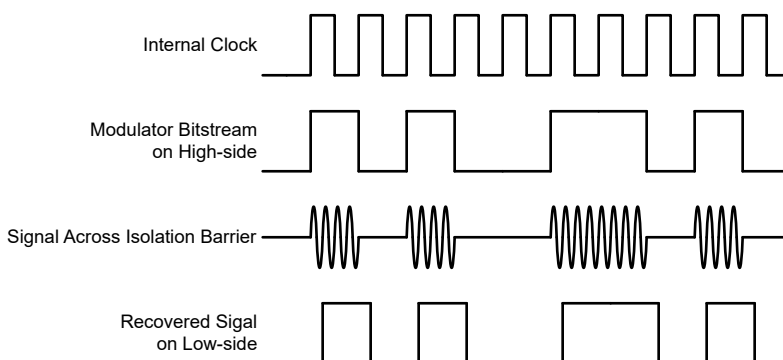 Internal Clock
Modulator Bitstream
on High-side
Signal Across Isolation Barrier
Recovered Sigal
on Low-side